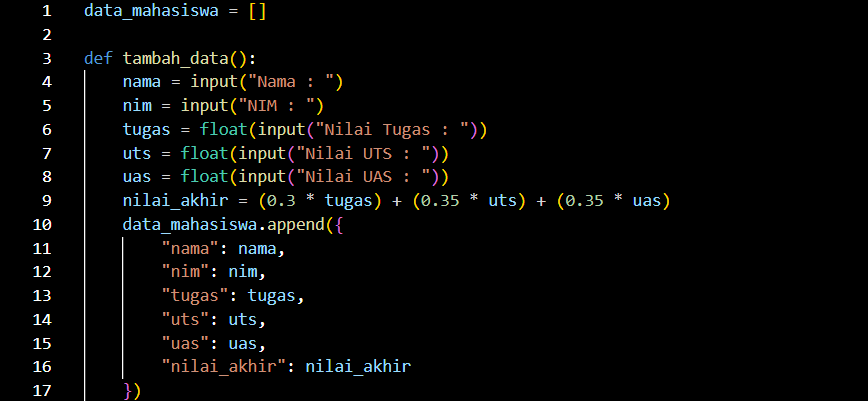 1 data_mahasiswa = []
2
3 def tambah_data():
4     nama = input("Nama : ")
5     nim = input("NIM : ")
6     tugas = float(input("Nilai Tugas : "))
7     uts = float(input("Nilai UTS : "))
8     uas = float(input("Nilai UAS : "))
9     nilai_akhir = (0.3 * tugas) + (0.35 * uts) + (0.35 * uas)
10     data_mahasiswa.append({
11         "nama": nama,
12         "nim": nim,
13         "tugas": tugas,
14         "uts": uts,
15         "uas": uas,
16         "nilai_akhir": nilai_akhir
17     })